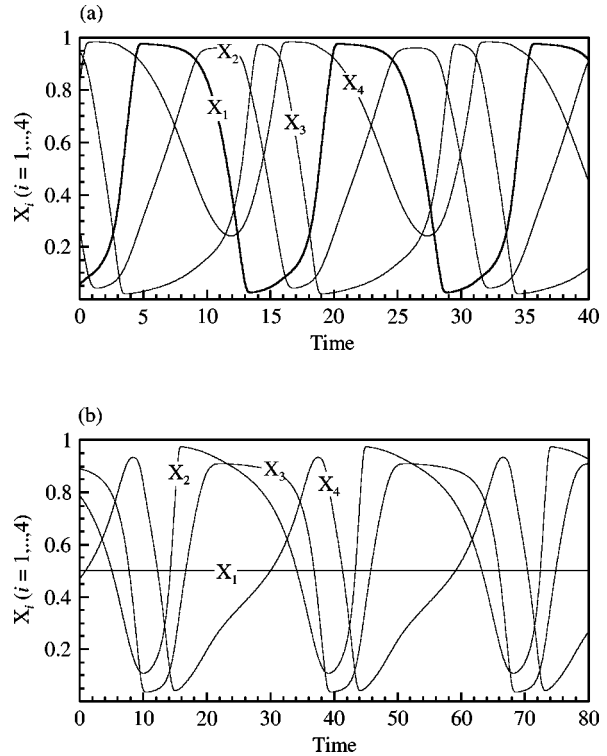 (a)
1
0.8
0.6
0.4
0.2
X_i (i = 1,..,4)
X₂
X₁
X₃
X₄
0 5 10 15 20 25 30 35 40
Time
(b)
1
0.8
0.6
0.4
0.2
X_i (i = 1,...,4)
X₂
X₃
X₄
X₁
0 10 20 30 40 50 60 70 80
Time